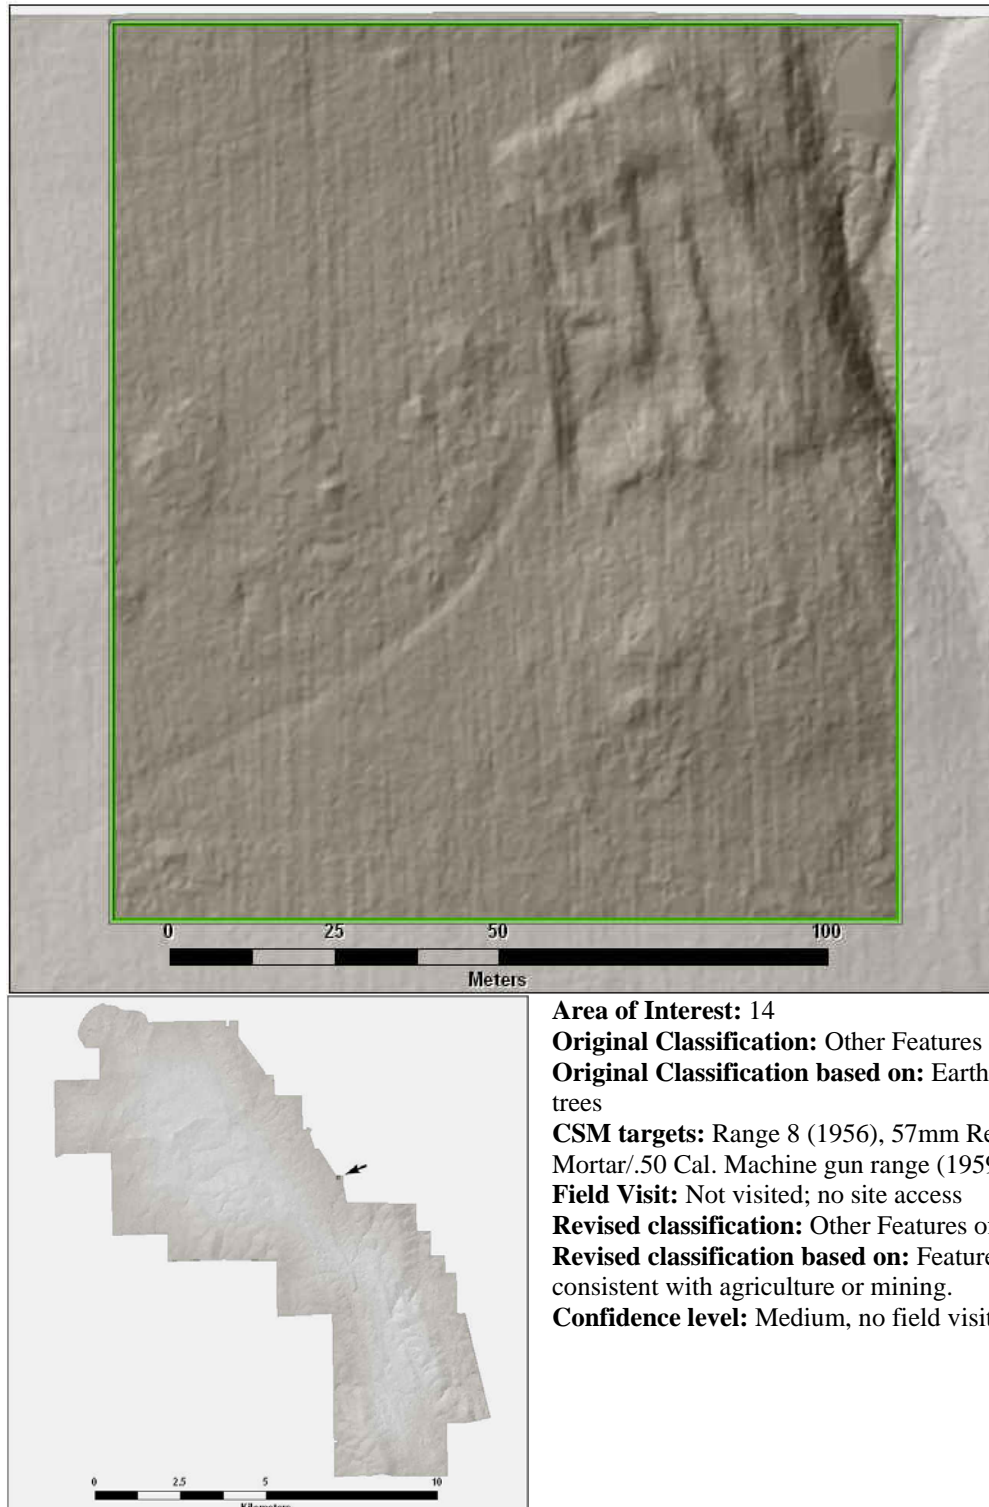 0 25 50 100
Meters
Area of Interest: 14
Original Classification: Other Features
Original Classification based on: Earth
trees
CSM targets: Range 8 (1956), 57mm Re
Mortar/.50 Cal. Machine gun range (1959
Field Visit: Not visited; no site access
Revised classification: Other Features o
Revised classification based on: Feature
consistent with agriculture or mining.
Confidence level: Medium, no field visit
0 2.5 5 10
Kilometers